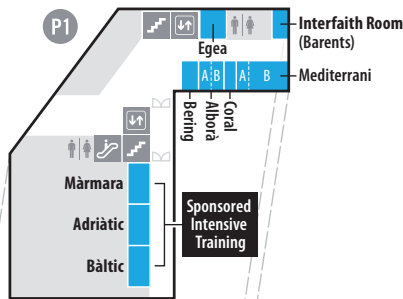 P1
Egea
Interfaith Room
(Barents)
A B A B
Mediterrani
Bering
Alborà
Coral
Màrmara
Adriàtic
Bàltic
Sponsored
Intensive
Training